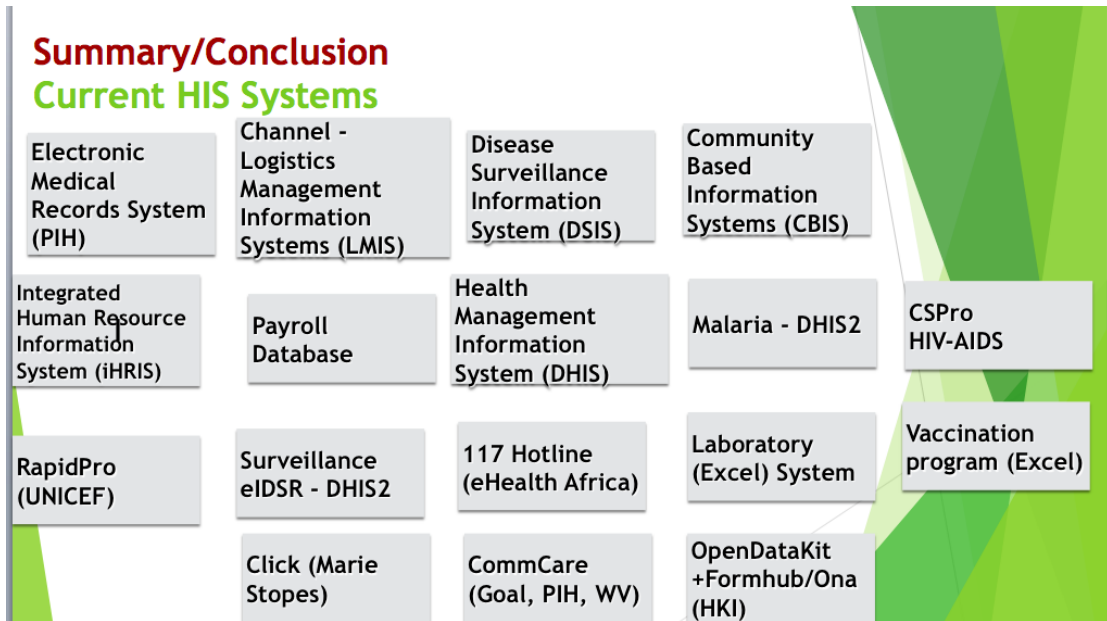 Summary/Conclusion
Current HIS Systems
Electronic
Medical
Records System
(PIH)
Channel -
Logistics
Management
Information
Systems (LMIS)
Disease
Surveillance
Information
System (DSIS)
Community
Based
Information
Systems (CBIS)
Integrated
Human Resource
Information
System (iHRIS)
Payroll
Database
Health
Management
Information
System (DHIS)
Malaria - DHIS2
CSPro
HIV-AIDS
RapidPro
(UNICEF)
Surveillance
eIDSR - DHIS2
117 Hotline
(eHealth Africa)
Laboratory
(Excel) System
Vaccination
program (Excel)
Click (Marie
Stopes)
CommCare
(Goal, PIH, WV)
OpenDataKit
+Formhub/Ona
(HKI)